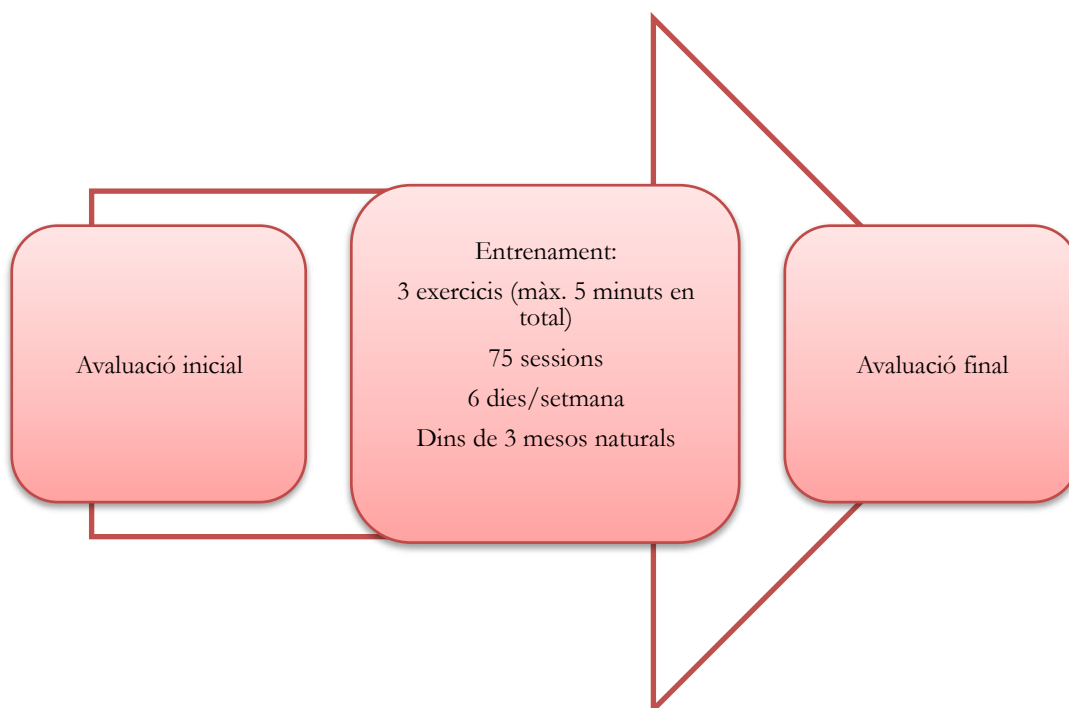 Avaluació inicial
Entrenament:
3 exercicis (màx. 5 minuts en
total)
75 sessions
6 dies/setmana
Dins de 3 mesos naturals
Avaluació final